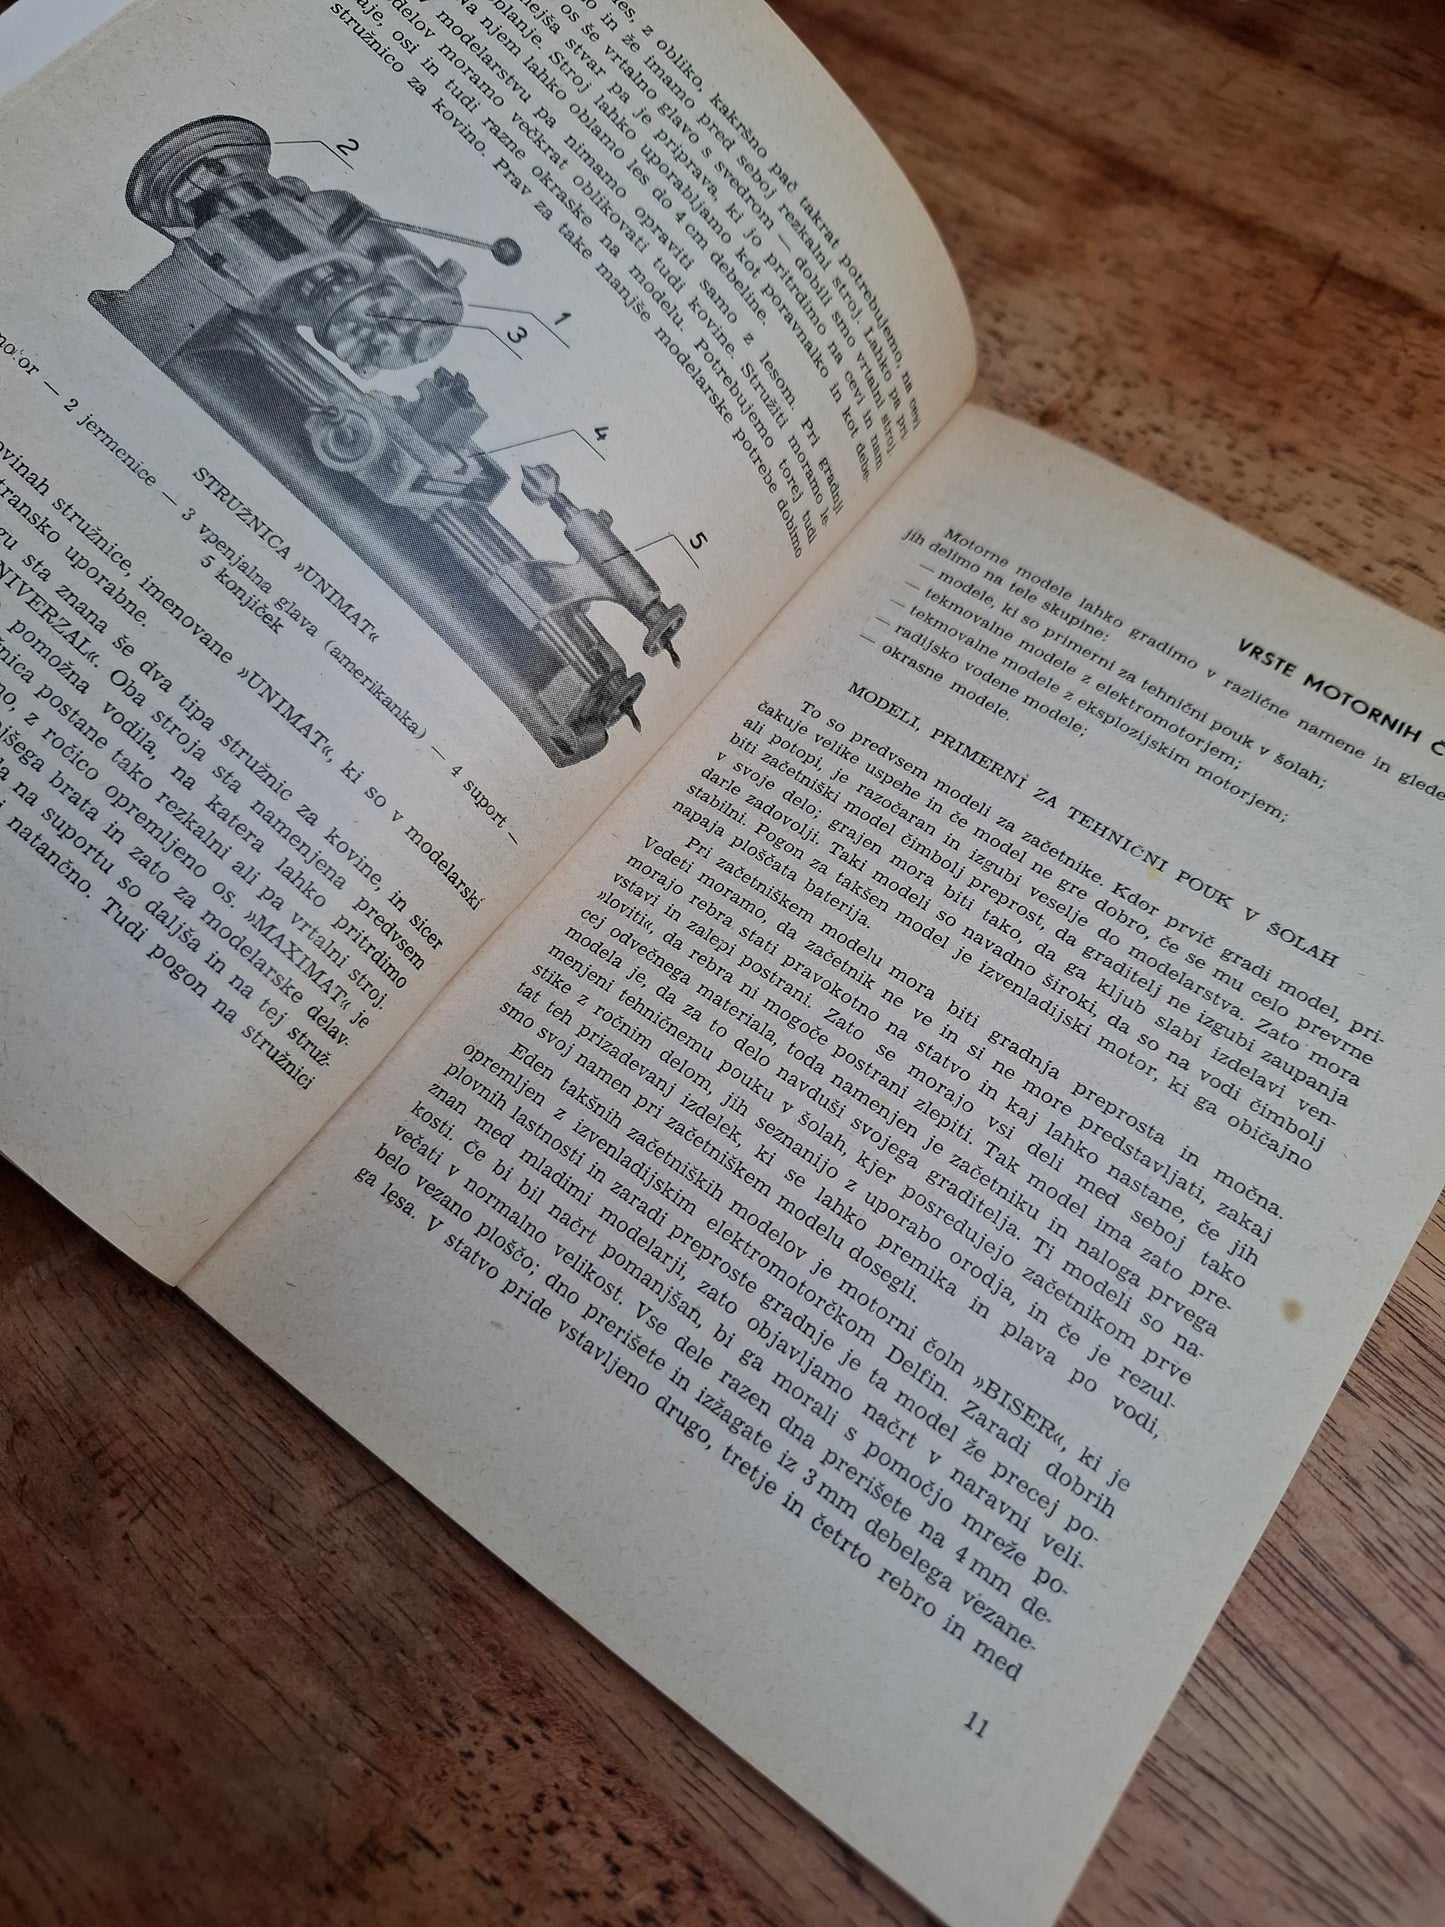 es, z obliko, kakršno pač takrat potrebujemo, na cevi
o in že imamo pred seboj rezkalni stroj. Lahko pa pri-
os še vrtalno glavo s svedrom — dobili smo vrtalni stroj.
nejša stvar pa je priprava, ki jo pritrdimo na cevi in nam
oplanje. Stroj lahko uporabljamo kot poravnalko in kot debe-
Na njem lahko oblamo les do 4 cm debeline.
V modelarstvu pa nimamo opraviti samo z lesom. Pri gradnji
delov moramo večkrat oblikovati tudi kovine. Stružiti moramo le-
aje, osi in tudi razne okraske na modelu. Potrebujemo torej tudi
stružnico za kovino. Prav za take manjše modelarske potrebe dobimo
2
1
3
4
5
STRUŽNICA »UNIMAT«
motor — 2 jermenice — 3 vpenjalna glava (amerikanka) — 4 suport —
5 konjiček
ovinah stružnice, imenovane »UNIMAT«, ki so v modelarski
transko uporabne.
gu sta znana še dva tipa stružnic za kovine, in sicer
NIVERZAL«. Oba stroja sta namenjena predvsem
pomožna vodila, na katera lahko pritrdimo
žnica postane tako rezkalni ali pa vrtalni stroj.
mo, z ročico opremljeno os. »MAXIMAT« je
ajšega brata in zato za modelarske delav-
la na suportu so daljša in na tej struž-
i natančno. Tudi pogon na stružnici
VRSTE MOTORNIH Č
Motorne modele lahko gradimo v različne namene in glede
jih delimo na tele skupine:
— modele, ki so primerni za tehnični pouk v šolah;
— tekmovalne modele z elektromotorjem;
— tekmovalne modele z eksplozijskim motorjem;
— radijsko vodene modele;
— okrasne modele.
MODELI, PRIMERNI ZA TEHNIČNI POUK V ŠOLAH
To so predvsem modeli za začetnike. Kdor prvič gradi model, pri-
čakuje velike uspehe in če model ne gre dobro, če se mu celo prevrne
ali potopi, je razočaran in izgubi veselje do modelarstva. Zato mora
biti začetniški model čimbolj preprost, da graditelj ne izgubi zaupanja
v svoje delo; grajen mora biti tako, da ga kljub slabi izdelavi ven-
darle zadovolji. Taki modeli so navadno široki, da so na vodi čimbolj
stabilni. Pogon za takšen model je izvenladijski motor, ki ga običajno
napaja ploščata baterija.
Pri začetniškem modelu mora biti gradnja preprosta in močna.
Vedeti moramo, da začetnik ne ve in si ne more predstavljati, zakaj
morajo rebra stati pravokotno na statvo in kaj lahko nastane, če jih
vstavi in zalepi postrani. Zato se morajo vsi deli med seboj tako
»loviti«, da rebra ni mogoče postrani zlepiti. Tak model ima zato pre-
cej odvečnega materiala, toda namenjen je začetniku in naloga prvega
modela je, da za to delo navduši svojega graditelja. Ti modeli so na-
menjeni tehničnemu pouku v šolah, kjer posredujejo začetnikom prve
stike z ročnim delom, jih seznanijo z uporabo orodja, in če je rezul-
tat teh prizadevanj izdelek, ki se lahko premika in plava po vodi,
smo svoj namen pri začetniškem modelu dosegli.
Eden takšnih začetniških modelov je motorni čoln »BISER«, ki je
opremljen z izvenladijskim elektromotorčkom Delfin. Zaradi dobrih
plovnih lastnosti in zaradi preproste gradnje je ta model že precej po-
znan med mladimi modelarji, zato objavljamo načrt v naravni veli-
kosti. Če bi bil načrt pomanjšan, bi ga morali s pomočjo mreže po-
večati v normalno velikost. Vse dele razen dna prerišete na 4 mm de-
belo vezano ploščo; dno prerišete in izžagate iz 3 mm debelega vezane-
ga lesa. V statvo pride vstavljeno drugo, tretje in četrto rebro in med
11